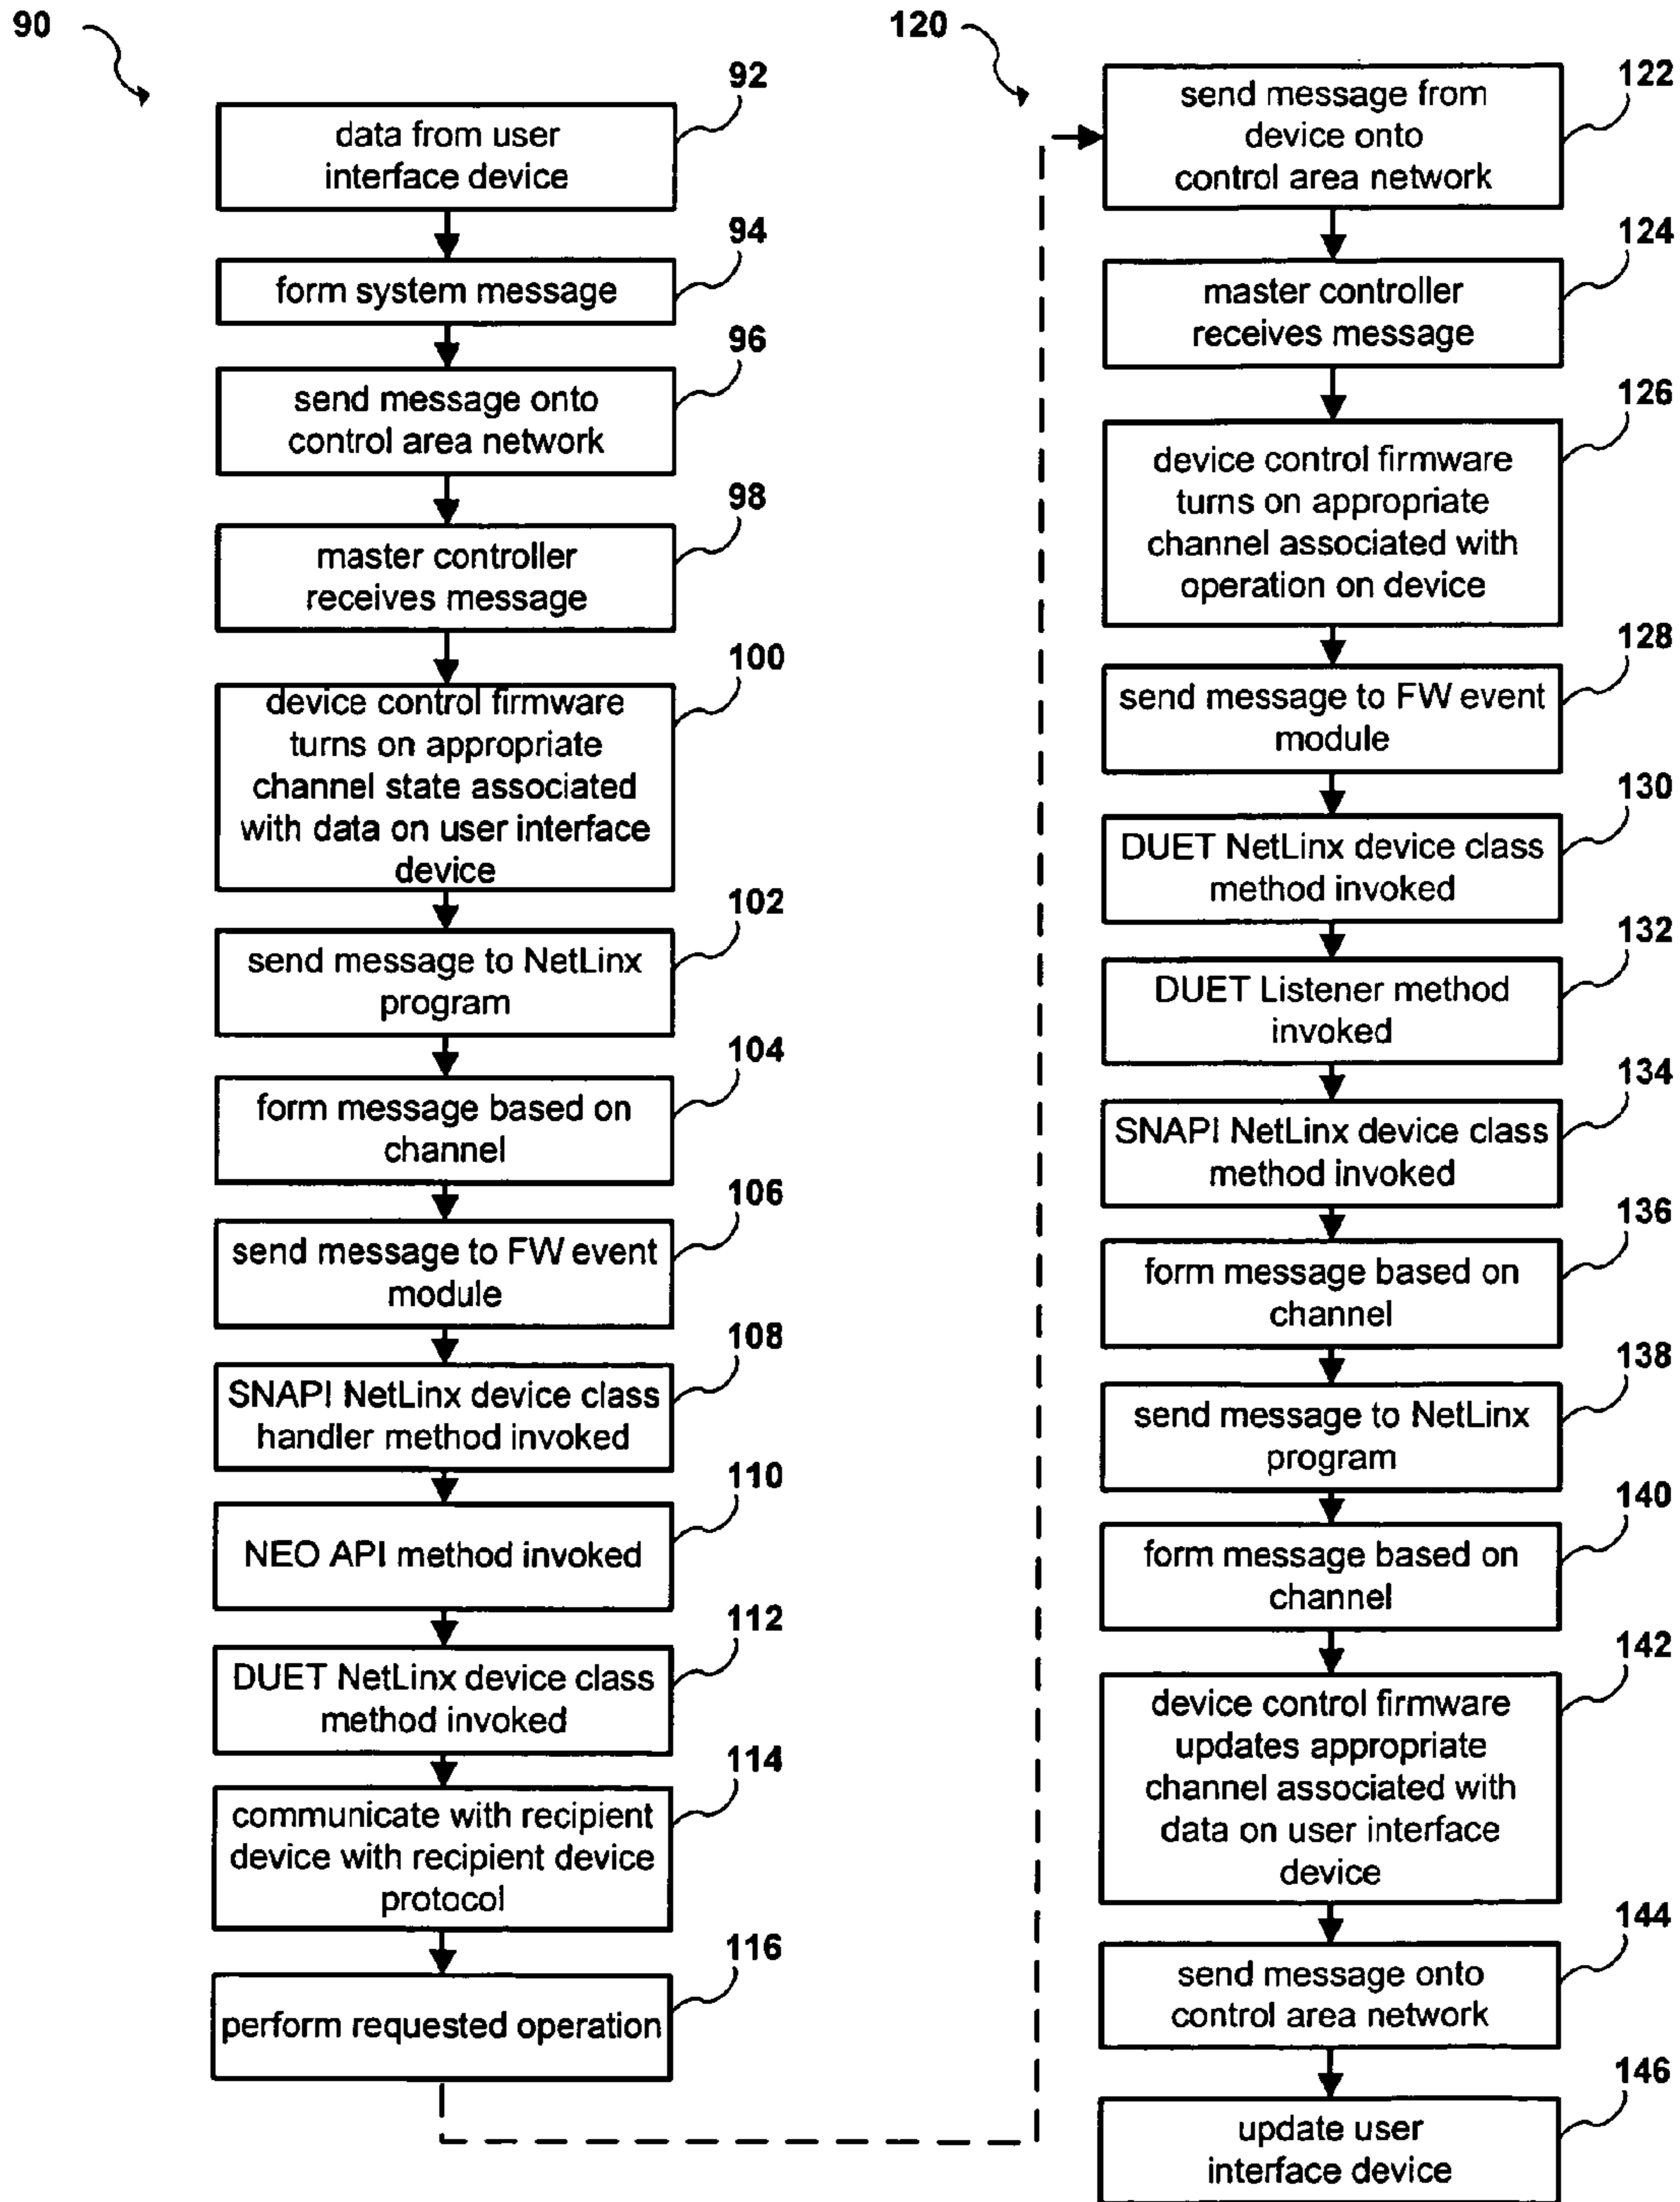 90
92
data from user
interface device
94
form system message
96
send message onto
control area network
98
master controller
receives message
100
device control firmware
turns on appropriate
channel state associated
with data on user interface
device
102
send message to NetLinx
program
104
form message based on
channel
106
send message to FW event
module
108
SNAPI NetLinx device class
handler method invoked
110
NEO API method invoked
112
DUET NetLinx device class
method invoked
114
communicate with recipient
device with recipient device
protocol
116
perform requested operation
120
122
send message from
device onto
control area network
124
master controller
receives message
126
device control firmware
turns on appropriate
channel associated with
operation on device
128
send message to FW event
module
130
DUET NetLinx device class
method invoked
132
DUET Listener method
invoked
134
SNAPI NetLinx device class
method invoked
136
form message based on
channel
138
send message to NetLinx
program
140
form message based on
channel
142
device control firmware
updates appropriate
channel associated with
data on user interface
device
144
send message onto
control area network
146
update user
interface device